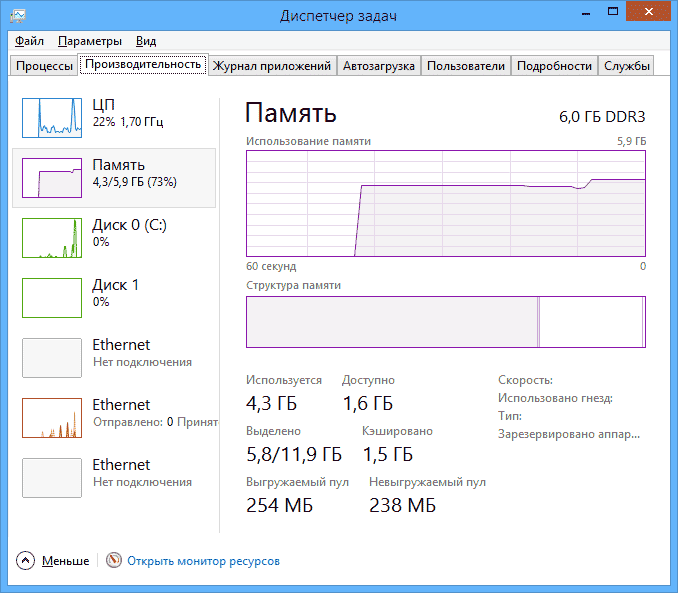 Диспетчер задач
Файл Параметры Вид
Процессы Производительность Журнал приложений Автозагрузка Пользователи Подробности Службы
ЦП
22% 1,70 ГГц
Память
4,3/5,9 ГБ (73%)
Диск 0 (C:)
0%
Диск 1
0%
Ethernet
Нет подключения
Ethernet
Отправлено: 0 Принят
Ethernet
Нет подключения
Память 6,0 ГБ DDR3
Использование памяти 5,9 ГБ
60 секунд 0
Структура памяти
Используется Доступно
4,3 ГБ 1,6 ГБ
Выделено Кэшировано
5,8/11,9 ГБ 1,5 ГБ
Выгружаемый пул Невыгружаемый пул
254 МБ 238 МБ
Скорость:
Использовано гнезд:
Тип:
Зарезервировано аппар...
Меньше Открыть монитор ресурсов